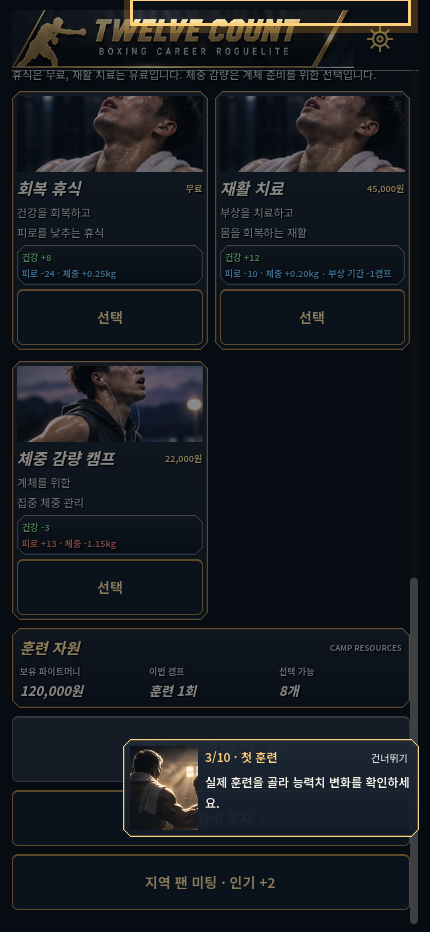 TWELVE COUNT
BOXING CAREER ROGUELITE
휴식은 무료, 재활 치료는 유료입니다. 체중 감량은 계체 준비를 위한 선택입니다.
회복 휴식 무료
건강을 회복하고
피로를 낮추는 휴식
건강 +8
피로 -24 · 체중 +0.25kg
선택
재활 치료 45,000원
부상을 치료하고
몸을 회복하는 재활
건강 +12
피로 -10 · 체중 +0.20kg · 부상 기간 -1캠프
선택
체중 감량 캠프 22,000원
계체를 위한
집중 체중 관리
건강 -3
피로 +13 · 체중 -1.15kg
선택
훈련 자원 CAMP RESOURCES
보유 파이트머니 이번 캠프 선택 가능
120,000원 훈련 1회 8개
3/10 · 첫 훈련 건너뛰기
실제 훈련을 골라 능력치 변화를 확인하세
요.
지역 팬 미팅 · 인기 +2